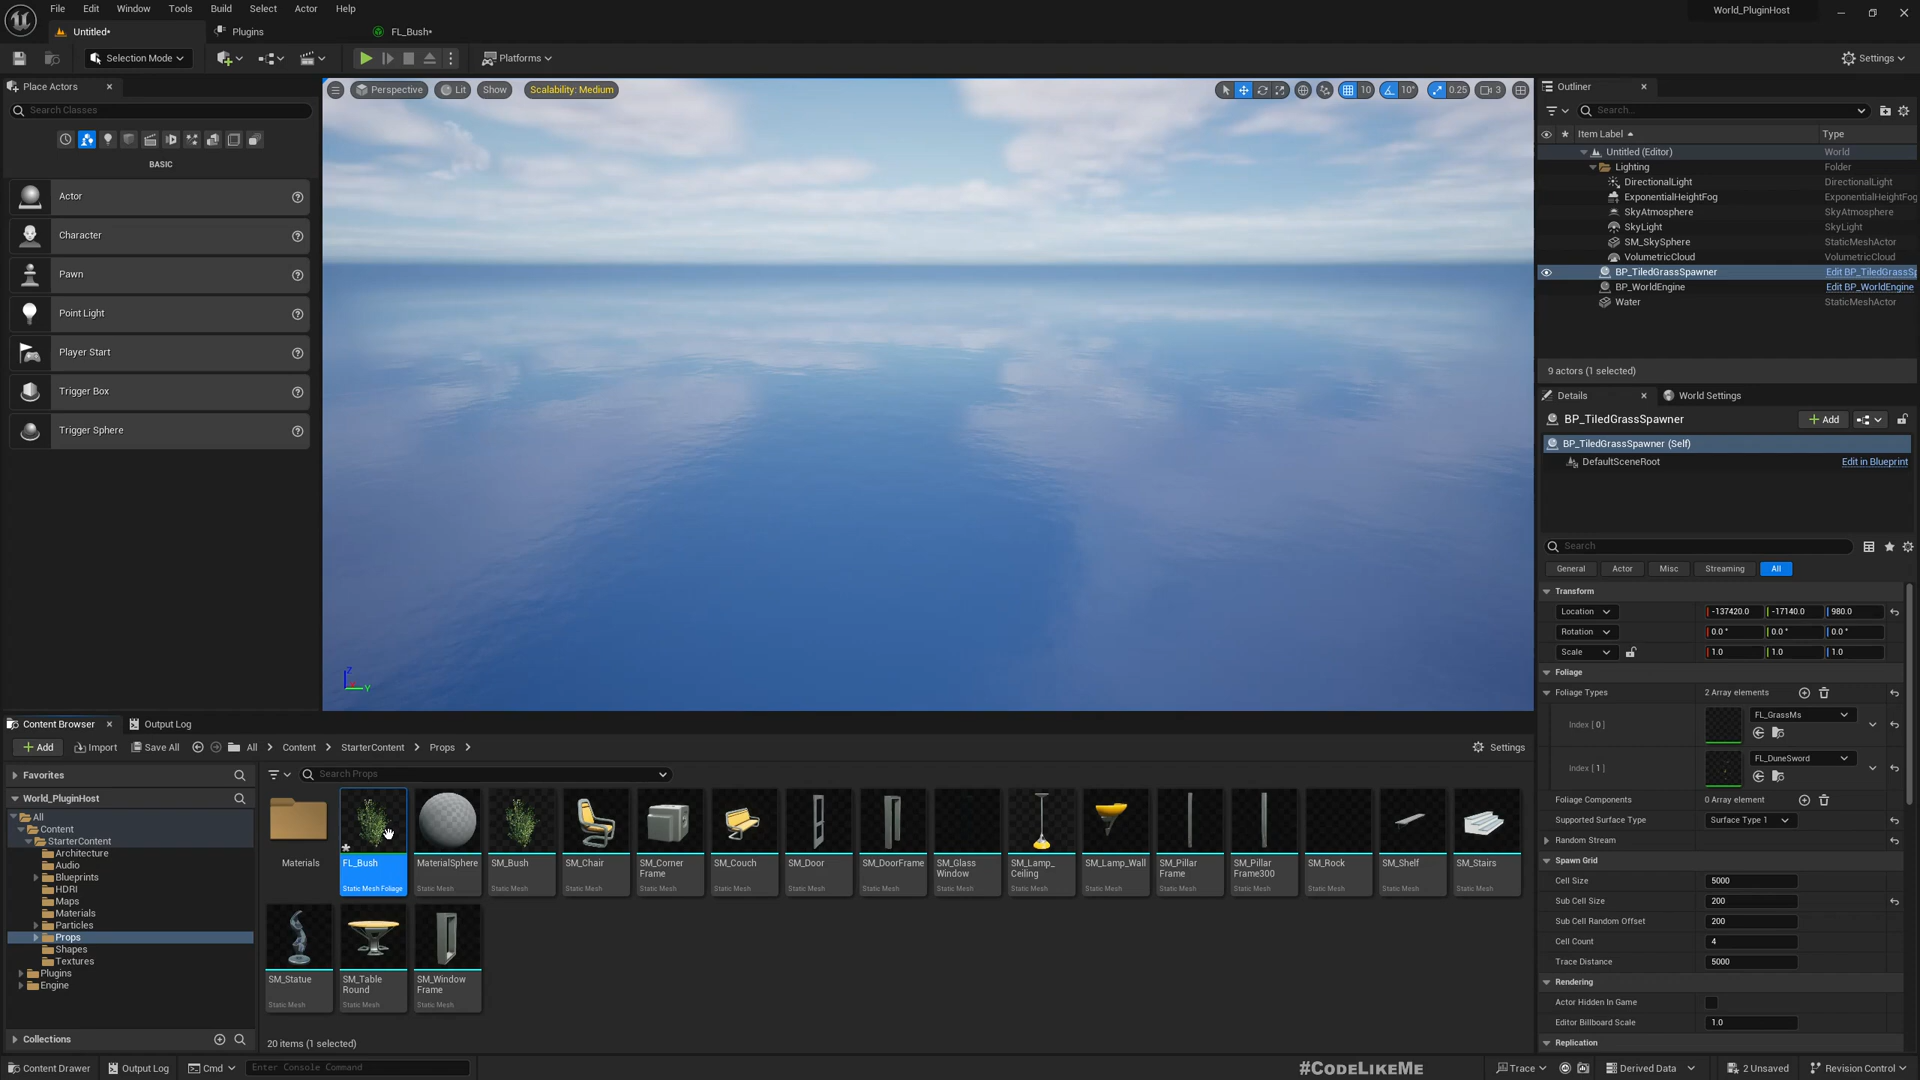 File Edit Window Tools Build Select Actor Help
World_PluginHost
Untitled*
Plugins
FL_Bush*
Selection Mode
Platforms
Settings
Place Actors
Search Classes
BASIC
Actor
Character
Pawn
Point Light
Player Start
Trigger Box
Trigger Sphere
Perspective Lit Show Scalability: Medium
10 10° 0.25 3
Outliner
Search...
Item Label Type
Untitled (Editor) World
Lighting Folder
DirectionalLight DirectionalLight
ExponentialHeightFog ExponentialHeightFog
SkyAtmosphere SkyAtmosphere
SkyLight SkyLight
SM_SkySphere StaticMeshActor
VolumetricCloud VolumetricCloud
BP_TiledGrassSpawner Edit BP_TiledGrassSp
BP_WorldEngine Edit BP_WorldEngine
Water StaticMeshActor
9 actors (1 selected)
Details
World Settings
BP_TiledGrassSpawner
Add
BP_TiledGrassSpawner (Self)
DefaultSceneRoot Edit in Blueprint
Search
General Actor Misc Streaming All
Transform
Location -137420.0 -17140.0 980.0
Rotation 0.0° 0.0° 0.0°
Scale 1.0 1.0 1.0
Foliage
Foliage Types 2 Array elements
Index [ 0 ] FL_GrassMs
Index [ 1 ] FL_DuneSword
Foliage Components 0 Array element
Supported Surface Type Surface Type 1
Random Stream
Spawn Grid
Cell Size 5000
Sub Cell Size 200
Sub Cell Random Offset 200
Cell Count 4
Trace Distance 5000
Rendering
Actor Hidden In Game
Editor Billboard Scale 1.0
Replication
Content Browser
Output Log
Add Import Save All All Content StarterContent Props
Settings
Favorites
World_PluginHost
All
Content
StarterContent
Architecture
Audio
Blueprints
HDRI
Maps
Materials
Particles
Props
Shapes
Textures
Plugins
Engine
Collections
Search Props
Materials
FL_Bush
Static Mesh Foliage
MaterialSphere
Static Mesh
SM_Bush
Static Mesh
SM_Chair
Static Mesh
SM_Corner
Frame
Static Mesh
SM_Couch
Static Mesh
SM_Door
Static Mesh
SM_DoorFrame
Static Mesh
SM_Glass
Window
Static Mesh
SM_Lamp_
Ceiling
Static Mesh
SM_Lamp_Wall
Static Mesh
SM_Pillar
Frame
Static Mesh
SM_Pillar
Frame300
Static Mesh
SM_Rock
Static Mesh
SM_Shelf
Static Mesh
SM_Stairs
Static Mesh
SM_Statue
Static Mesh
SM_Table
Round
Static Mesh
SM_Window
Frame
Static Mesh
20 items (1 selected)
Content Drawer Output Log Cmd Enter Console Command
#CODELIKEME
Trace Derived Data 2 Unsaved Revision Control
Z
Y